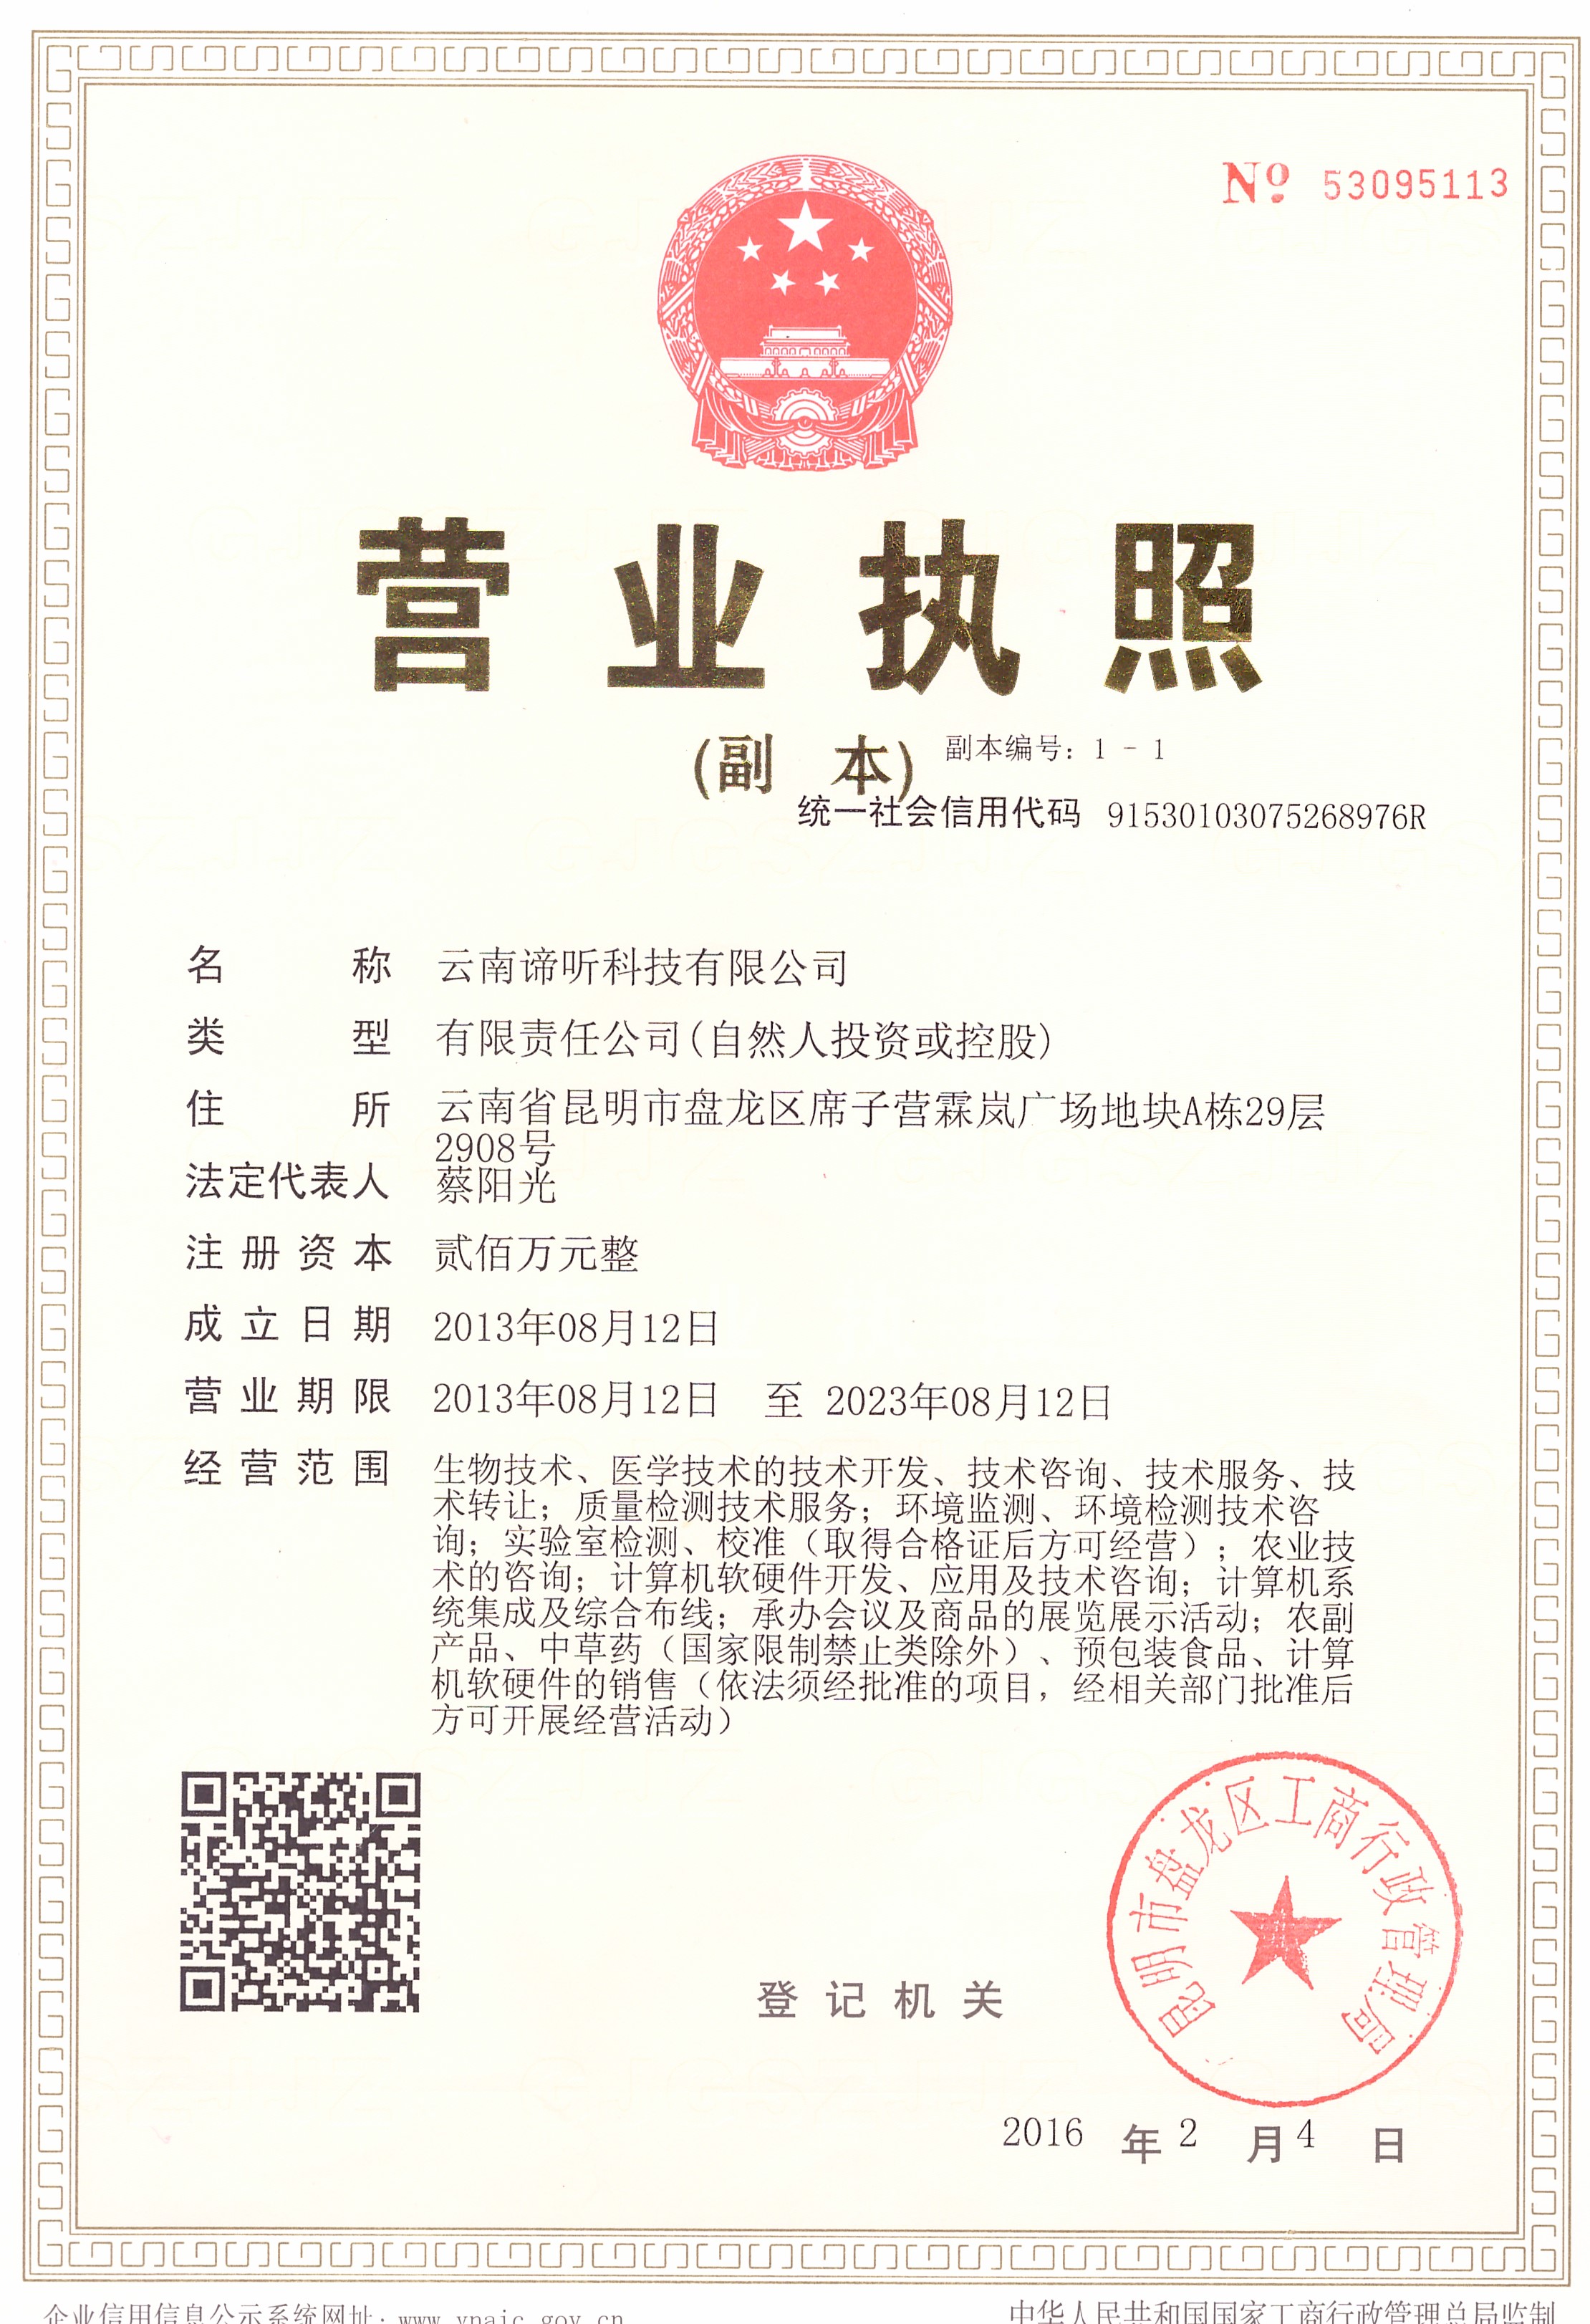 № 53095113
营业执照
(副 本) 副本编号: 1 - 1
统一社会信用代码 91530103075268976R
名称 云南谛听科技有限公司
类型 有限责任公司(自然人投资或控股)
住所 云南省昆明市盘龙区席子营霖岚广场地块A栋29层
2908号
法定代表人 蔡阳光
注册资本 贰佰万元整
成立日期 2013年08月12日
营业期限 2013年08月12日 至 2023年08月12日
经营范围 生物技术、医学技术的技术开发、技术咨询、技术服务、技
术转让；质量检测技术服务；环境监测、环境检测技术咨
询；实验室检测、校准（取得合格证后方可经营）；农业技
术的咨询；计算机软硬件开发、应用及技术咨询；计算机系
统集成及综合布线；承办会议及商品的展览展示活动；农副
产品、中草药（国家限制禁止类除外）、预包装食品、计算
机软硬件的销售（依法须经批准的项目，经相关部门批准后
方可开展经营活动）
昆明市盘龙区工商行政管理局
登记机关
2016 年 2 月 4 日
企业信用信息公示系统网址: www.ynaic.gov.cn
中华人民共和国国家工商行政管理总局监制